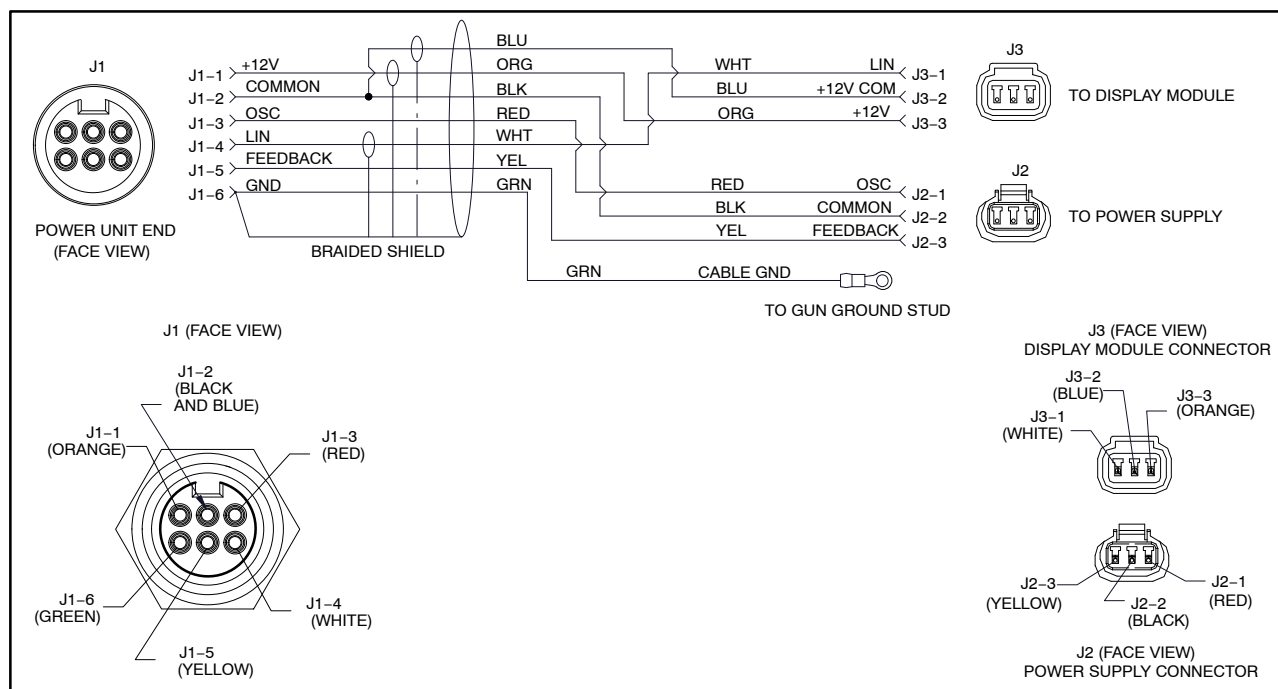 J1
J1−1
+12V
BLU
ORG
WHT
LIN
J3−1
J3
J1−2
COMMON
BLK
BLU
+12V COM
J3−2
TO DISPLAY MODULE
J1−3
OSC
RED
ORG
+12V
J3−3
J1−4
LIN
WHT
J1−5
FEEDBACK
YEL
J1−6
GND
GRN
RED
OSC
J2−1
J2
BLK
COMMON
J2−2
TO POWER SUPPLY
YEL
FEEDBACK
J2−3
POWER UNIT END
(FACE VIEW)
BRAIDED SHIELD
GRN
CABLE GND
TO GUN GROUND STUD
J1 (FACE VIEW)
J1−2
(BLACK
AND BLUE)
J1−1
(ORANGE)
J1−3
(RED)
J1−6
(GREEN)
J1−4
(WHITE)
J1−5
(YELLOW)
J3 (FACE VIEW)
DISPLAY MODULE CONNECTOR
J3−2
(BLUE)
J3−3
(ORANGE)
J3−1
(WHITE)
J2−3
(YELLOW)
J2−2
(BLACK)
J2−1
(RED)
J2 (FACE VIEW)
POWER SUPPLY CONNECTOR